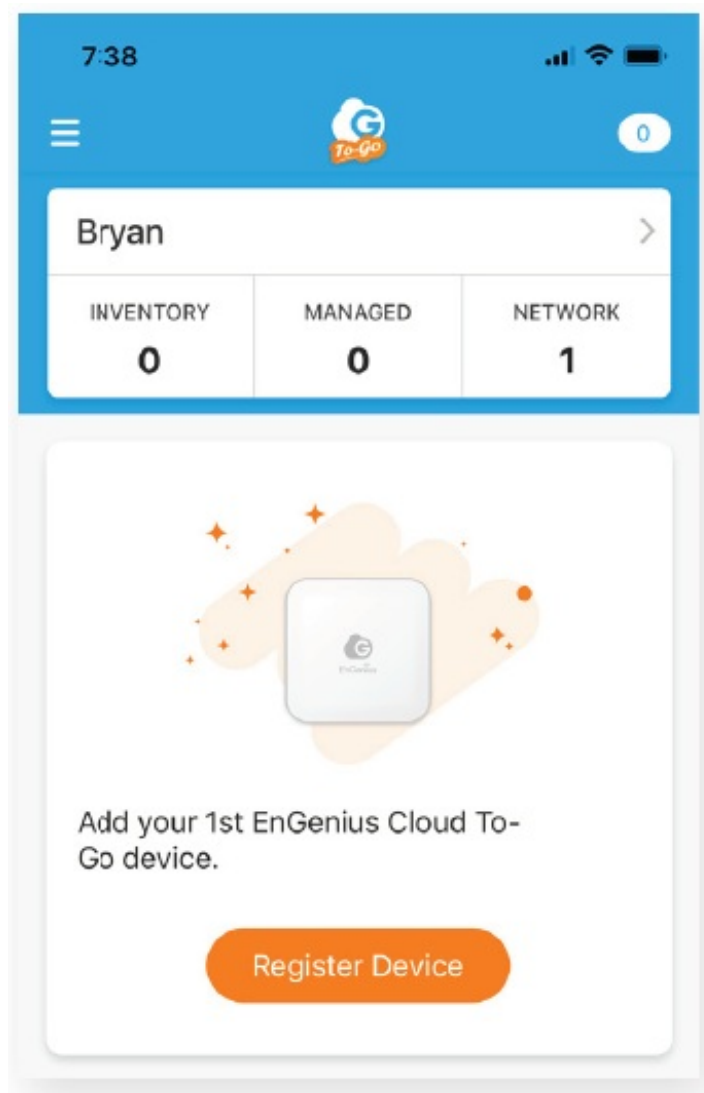 7:38
To-Go
0
Bryan
INVENTORY MANAGED NETWORK
0 0 1
EnGenius
Add your 1st EnGenius Cloud To-
Go device.
Register Device